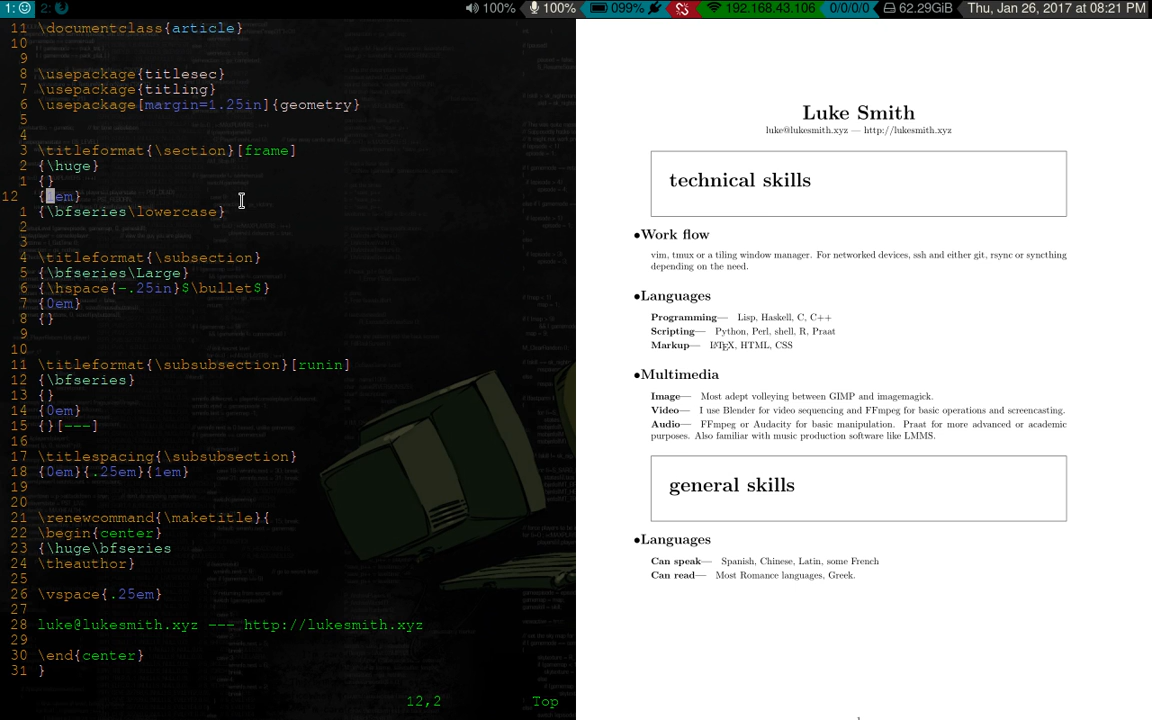 1: 2: 100% 100% 099% 192.168.43.106 0/0/0/0 62.29GiB Thu, Jan 26, 2017 at 08:21 PM
11 \documentclass{article}
10
9
8 \usepackage{titlesec}
7 \usepackage{titling}
6 \usepackage[margin=1.25in]{geometry}
5
4
3 \titleformat{\section}[frame]
2 {\huge}
1 {}
12 {1em}
1 {\bfseries\lowercase}
2
3
4 \titleformat{\subsection}
5 {\bfseries\Large}
6 {\hspace{-.25in}$\bullet$}
7 {0em}
8 {}
9
10
11 \titleformat{\subsubsection}[runin]
12 {\bfseries}
13 {}
14 {0em}
15 {}[---]
16
17 \titlespacing{\subsubsection}
18 {0em}{.25em}{1em}
19
20
21 \renewcommand{\maketitle}{
22 \begin{center}
23 {\huge\bfseries
24 \theauthor}
25
26 \vspace{.25em}
27
28 luke@lukesmith.xyz --- http://lukesmith.xyz
29
30 \end{center}
31 }
12,2 Top
Luke Smith
luke@lukesmith.xyz — http://lukesmith.xyz
technical skills
•Work flow
vim, tmux or a tiling window manager. For networked devices, ssh and either git, rsync or syncthing
depending on the need.
•Languages
Programming— Lisp, Haskell, C, C++
Scripting— Python, Perl, shell, R, Praat
Markup— LaTeX, HTML, CSS
•Multimedia
Image— Most adept volleying between GIMP and imagemagick.
Video— I use Blender for video sequencing and FFmpeg for basic operations and screencasting.
Audio— FFmpeg or Audacity for basic manipulation. Praat for more advanced or academic
purposes. Also familiar with music production software like LMMS.
general skills
•Languages
Can speak— Spanish, Chinese, Latin, some French
Can read— Most Romance languages, Greek.